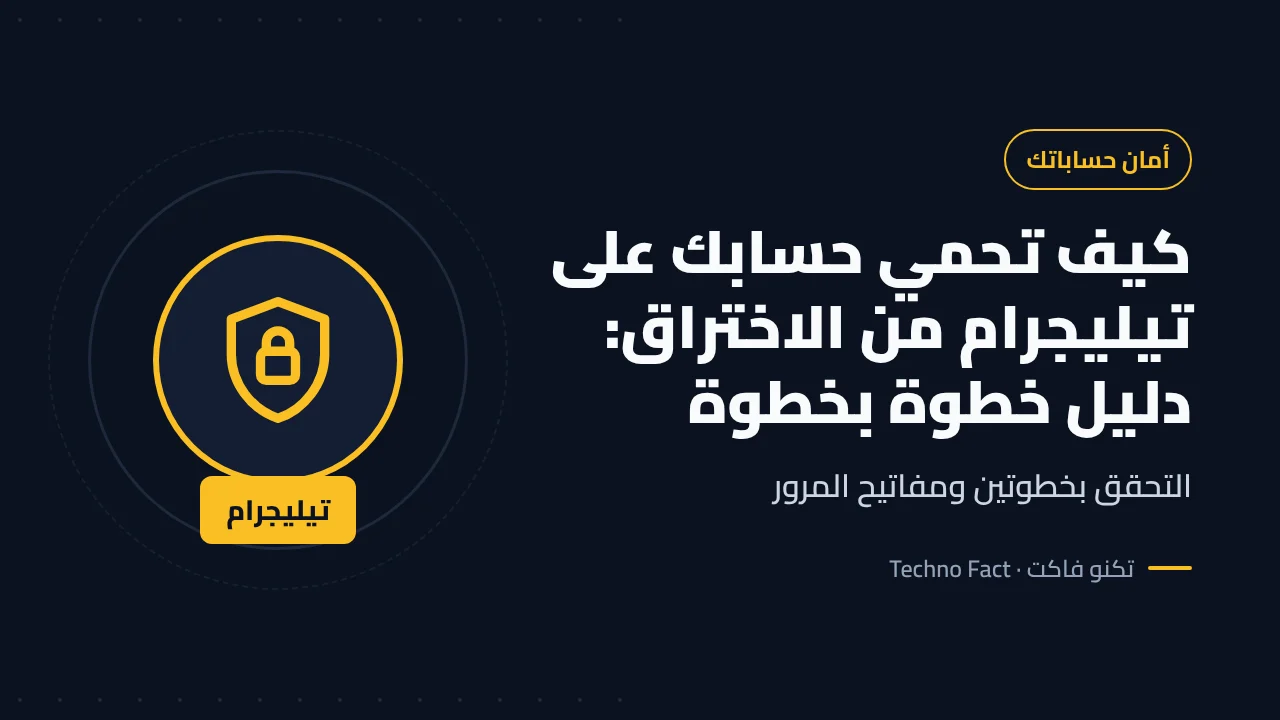 أمان حساباتك
كيف تحمي حسابك على
تيليجرام من الاختراق:
دليل خطوة بخطوة
التحقق بخطوتين ومفاتيح المرور
تكنو فاكت · Techno Fact
تيليجرام